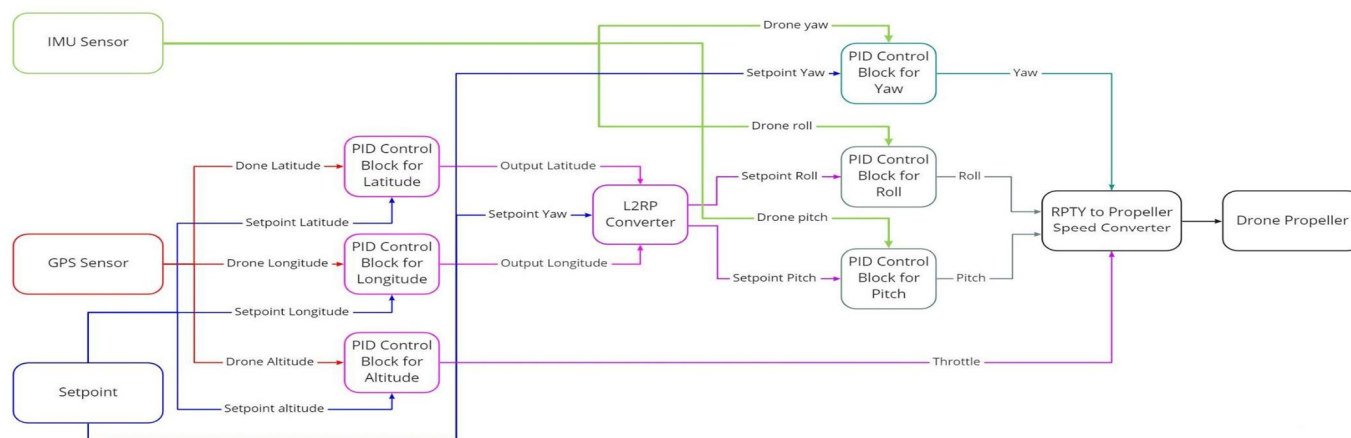 IMU Sensor
Drone yaw
Setpoint Yaw
PID Control
Block for
Yaw
Yaw
Drone roll
Done Latitude
PID Control
Block for
Latitude
Output Latitude
Setpoint Roll
PID Control
Block for
Roll
Roll
Setpoint Latitude
Setpoint Yaw
L2RP
Converter
Drone pitch
RPTY to Propeller
Speed Converter
Drone Propeller
GPS Sensor
Drone Longitude
PID Control
Block for
Longitude
Output Longitude
Setpoint Pitch
PID Control
Block for
Pitch
Pitch
Setpoint Longitude
Drone Altitude
PID Control
Block for
Altitude
Throttle
Setpoint
Setpoint altitude